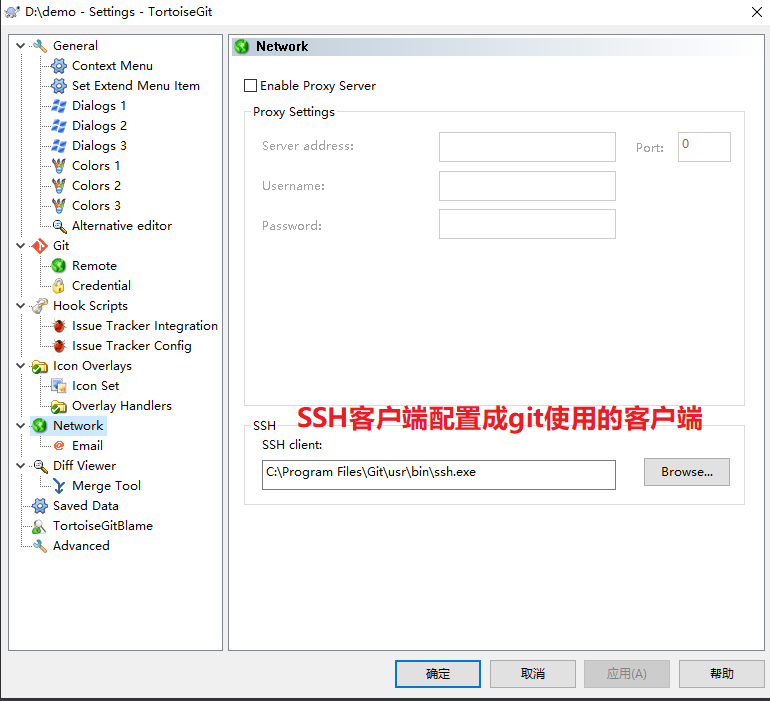 D:\demo - Settings - TortoiseGit
General
Context Menu
Set Extend Menu Item
Dialogs 1
Dialogs 2
Dialogs 3
Colors 1
Colors 2
Colors 3
Alternative editor
Git
Remote
Credential
Hook Scripts
Issue Tracker Integration
Issue Tracker Config
Icon Overlays
Icon Set
Overlay Handlers
Network
Email
Diff Viewer
Merge Tool
Saved Data
TortoiseGitBlame
Advanced
Network
Enable Proxy Server
Proxy Settings
Server address:
Port: 0
Username:
Password:
SSH客户端配置成git使用的客户端
SSH
SSH client:
C:\Program Files\Git\usr\bin\ssh.exe Browse...
确定 取消 应用(A) 帮助